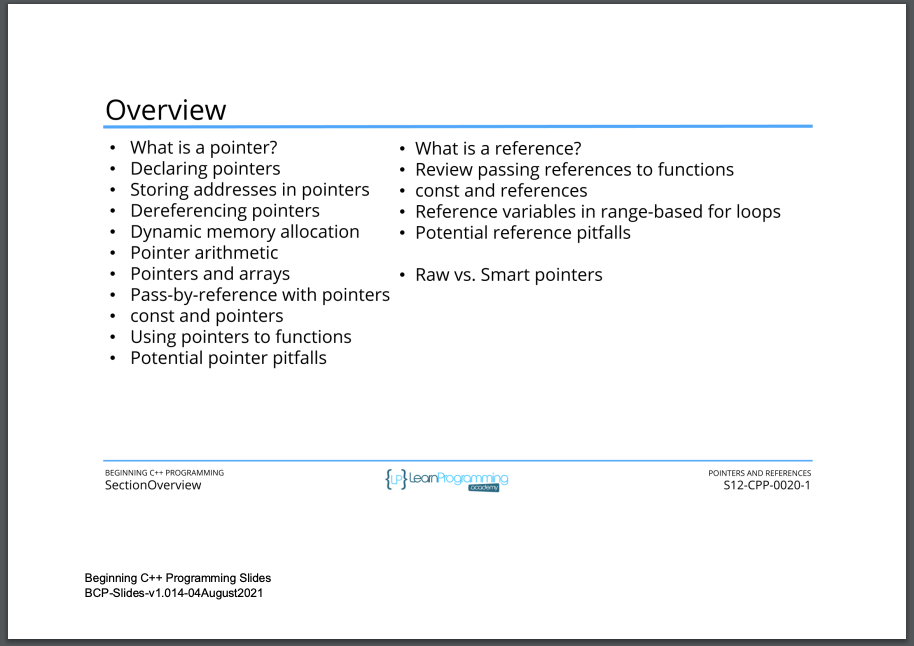 Overview
• What is a pointer?
• Declaring pointers
• Storing addresses in pointers
• Dereferencing pointers
• Dynamic memory allocation
• Pointer arithmetic
• Pointers and arrays
• Pass-by-reference with pointers
• const and pointers
• Using pointers to functions
• Potential pointer pitfalls
• What is a reference?
• Review passing references to functions
• const and references
• Reference variables in range-based for loops
• Potential reference pitfalls
• Raw vs. Smart pointers
BEGINNING C++ PROGRAMMING
SectionOverview
{LP} LearnProgramming
academy
POINTERS AND REFERENCES
S12-CPP-0020-1
Beginning C++ Programming Slides
BCP-Slides-v1.014-04August2021